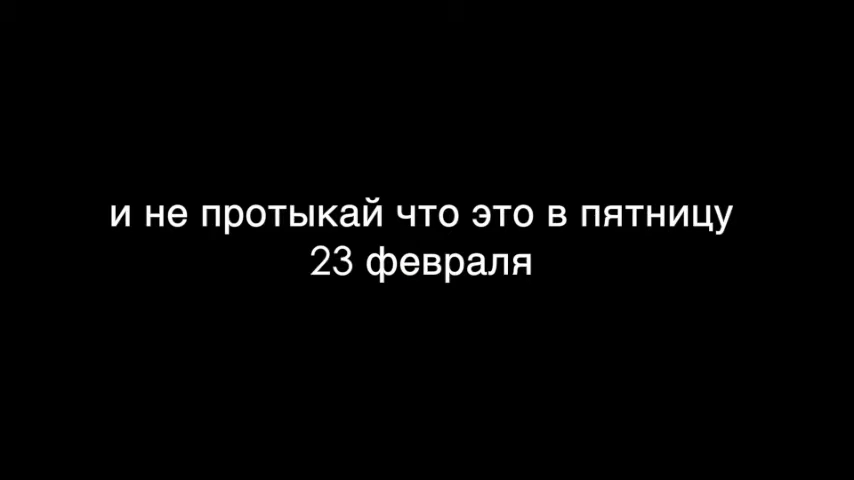 и не протыкай что это в пятницу
23 февраля